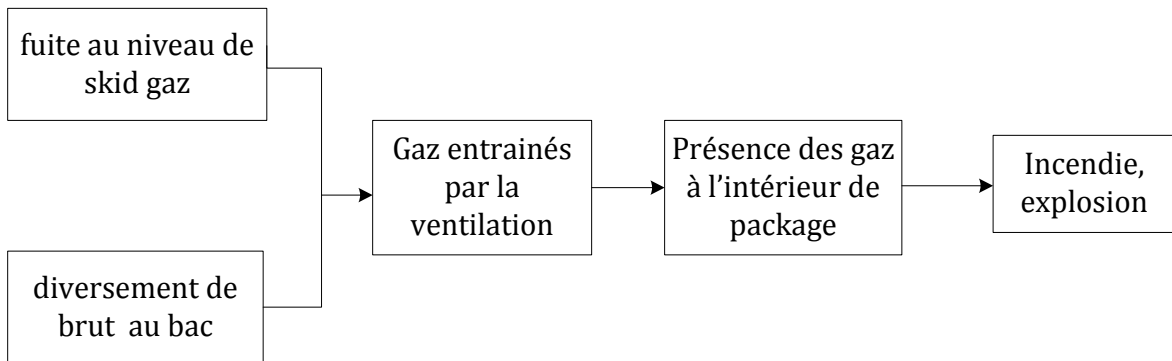 fuite au niveau de
skid gaz
diversement de
brut au bac
Gaz entrainés
par la
ventilation
Présence des gaz
à l’intérieur de
package
Incendie,
explosion